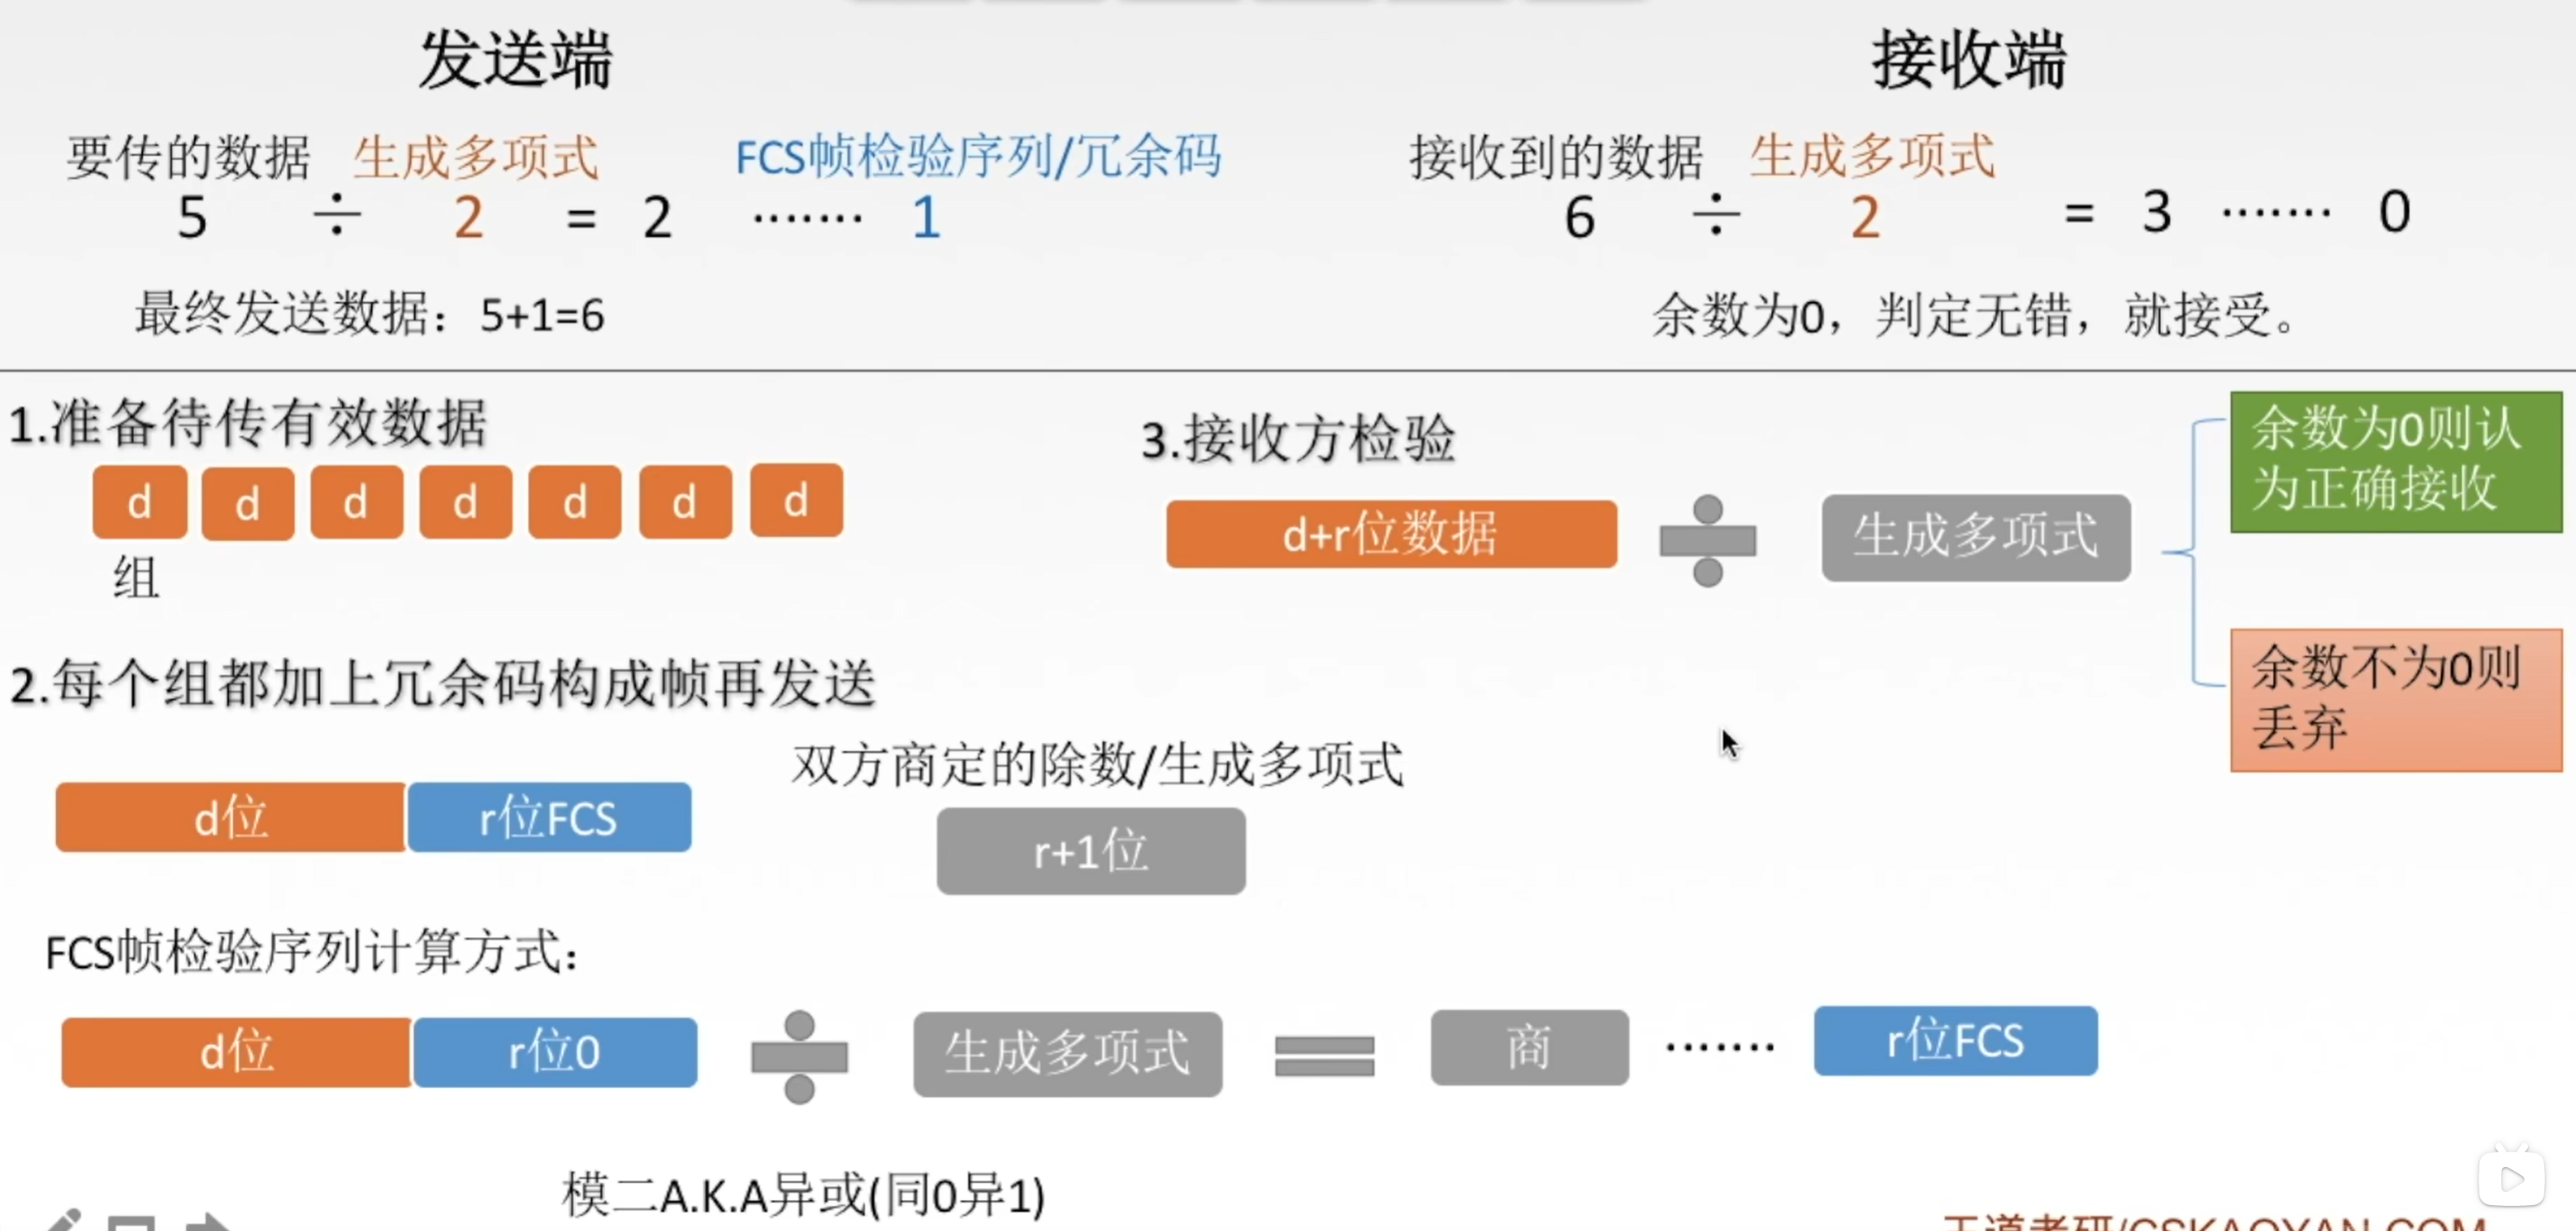 发送端
要传的数据 生成多项式 FCS帧检验序列/冗余码
5 ÷ 2 = 2 ······· 1
最终发送数据：5+1=6
接收端
接收到的数据 生成多项式
6 ÷ 2 = 3 ······· 0
余数为0，判定无错，就接受。
1.准备待传有效数据
d d d d d d d
组
2.每个组都加上冗余码构成帧再发送
d位 r位FCS
双方商定的除数/生成多项式
r+1位
3.接收方检验
d+r位数据 ÷ 生成多项式
余数为0则认
为正确接收
余数不为0则
丢弃
FCS帧检验序列计算方式：
d位 r位0 ÷ 生成多项式 = 商 ······· r位FCS
模二A.K.A异或(同0异1)
王道考研/CSKAOYAN.COM